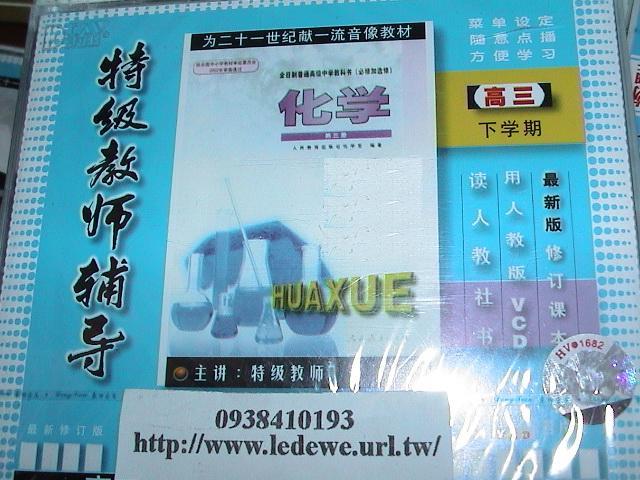 为二十一世纪献一流音像教材
菜单设定
随意点播
方便学习
特级教师辅导
全日制普通高级中学教科书（必修加选修）
化学
第三册
人民教育出版社化学室 编著
高三
下学期
最新版修订课本
用人教版VCD
读人教社书
HUAXUE
主讲：特级教师
HV 1682
最新修订版
0938410193
http://www.ledewe.url.tw/